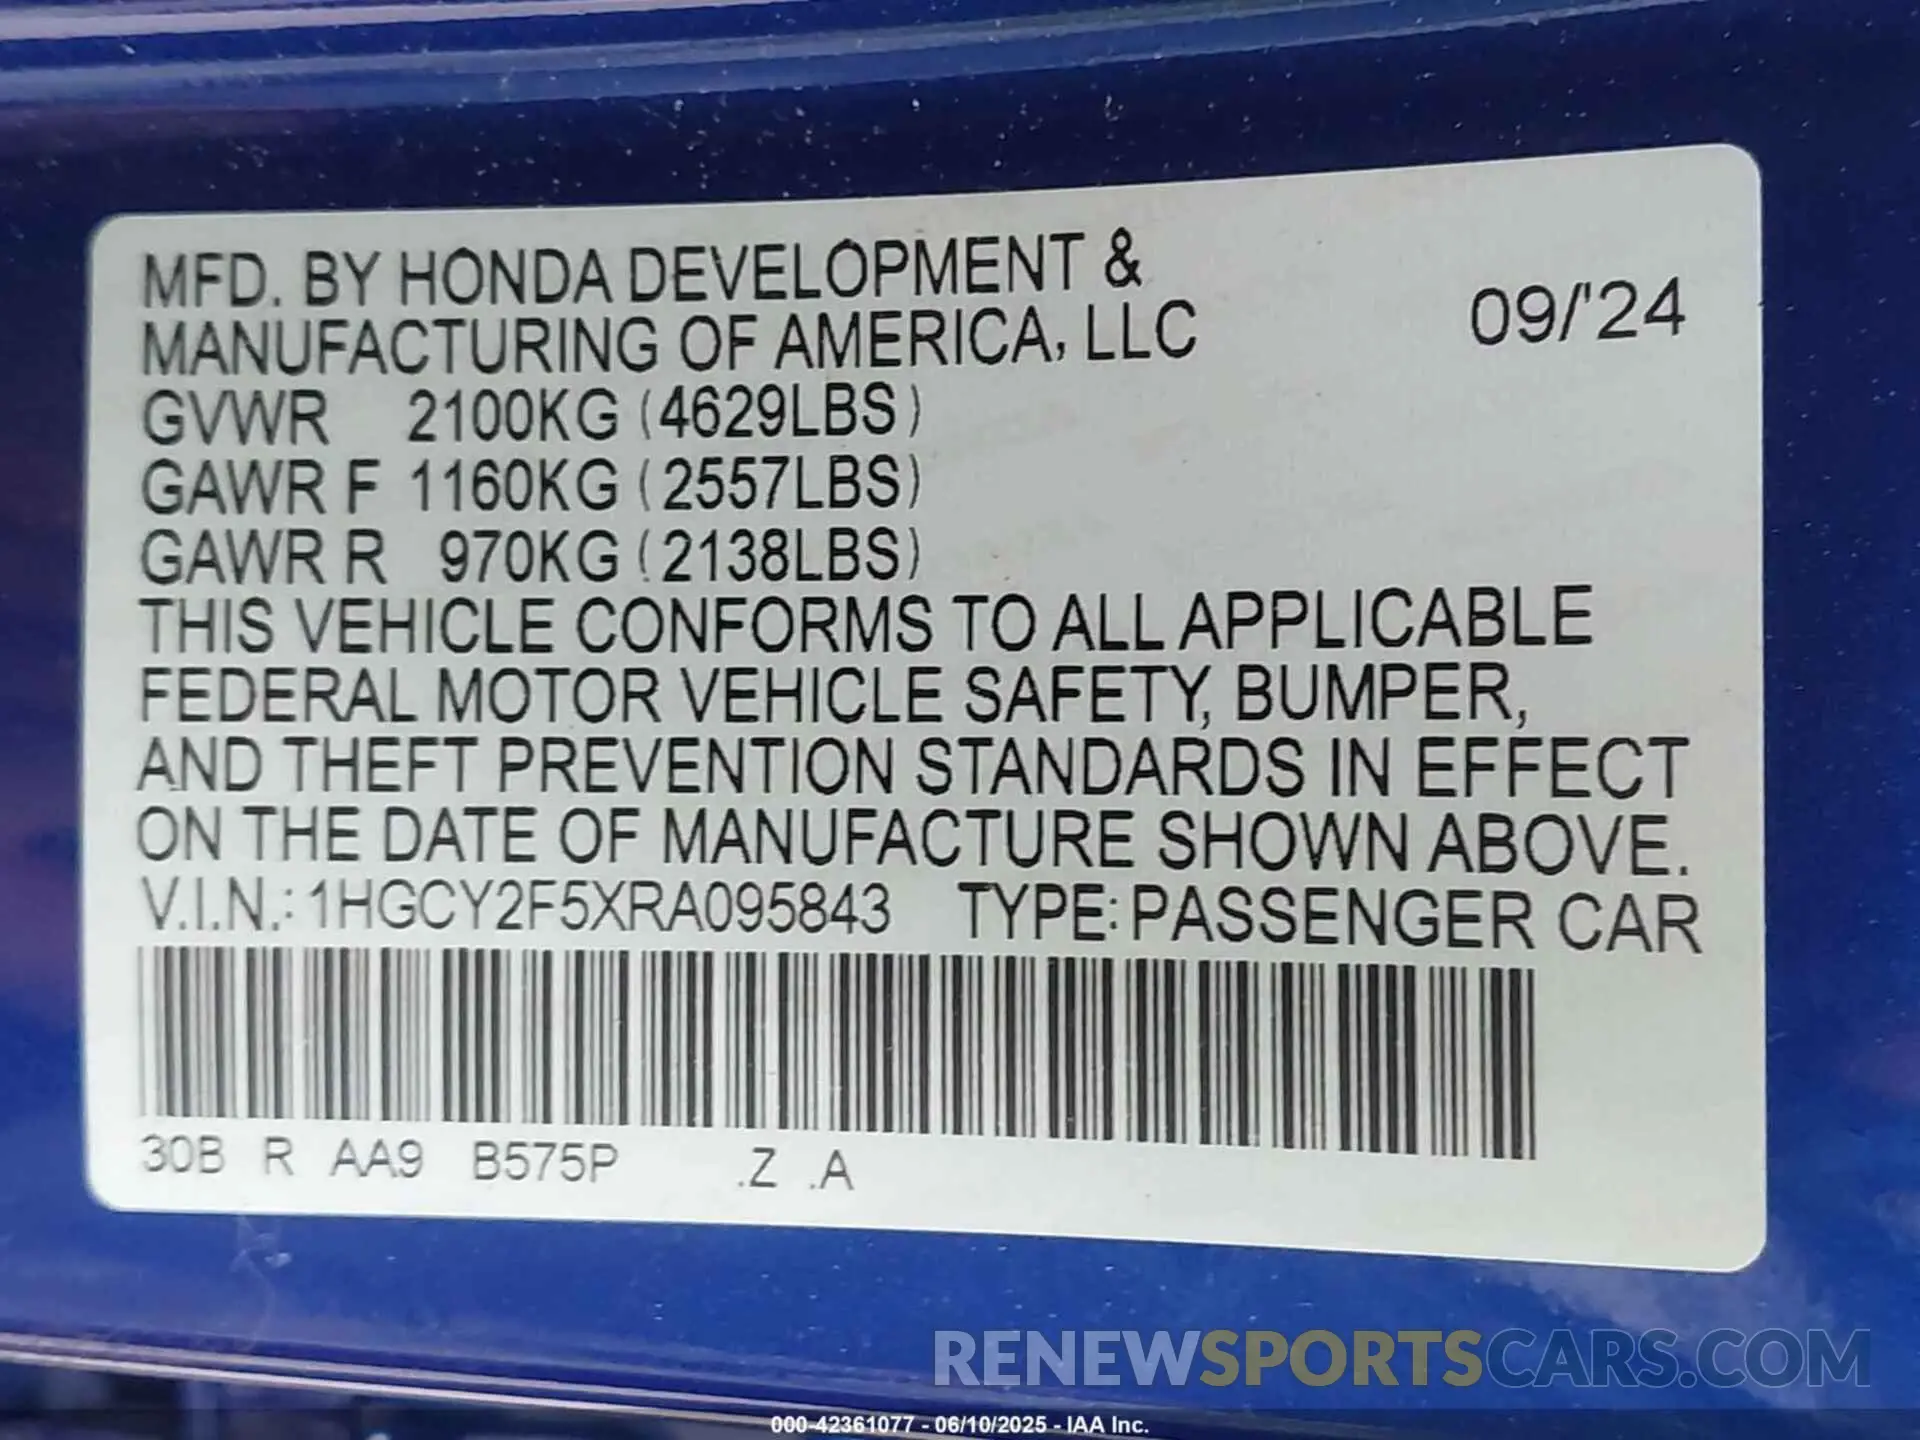 MFD. BY HONDA DEVELOPMENT &
MANUFACTURING OF AMERICA, LLC
09/'24
GVWR 2100KG (4629LBS)
GAWR F 1160KG (2557LBS)
GAWR R 970KG (2138LBS)
THIS VEHICLE CONFORMS TO ALL APPLICABLE
FEDERAL MOTOR VEHICLE SAFETY, BUMPER,
AND THEFT PREVENTION STANDARDS IN EFFECT
ON THE DATE OF MANUFACTURE SHOWN ABOVE.
V.I.N.: 1HGCY2F5XRA095843 TYPE: PASSENGER CAR
30B R AA9 B575P .Z .A
RENEWSPORTSCARS.COM
000-42361077 - 06/10/2025 - IAA Inc.